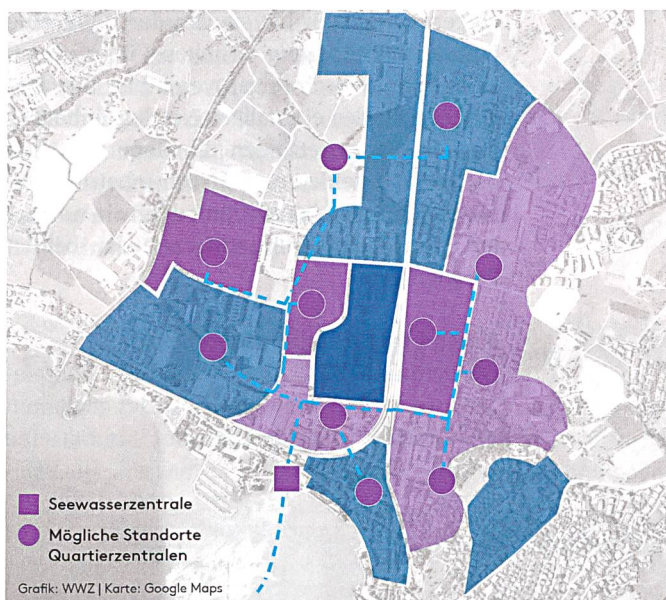 Seewasserzentrale
Mögliche Standorte
Quartierzentralen
Grafik: WWZ | Karte: Google Maps